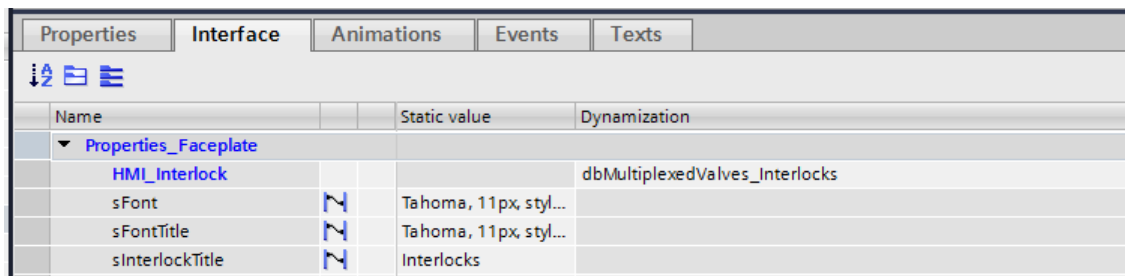 Properties Interface Animations Events Texts
Name Static value Dynamization
Properties_Faceplate
HMI_Interlock dbMultiplexedValves_Interlocks
sFont Tahoma, 11px, styl...
sFontTitle Tahoma, 11px, styl...
sInterlockTitle Interlocks